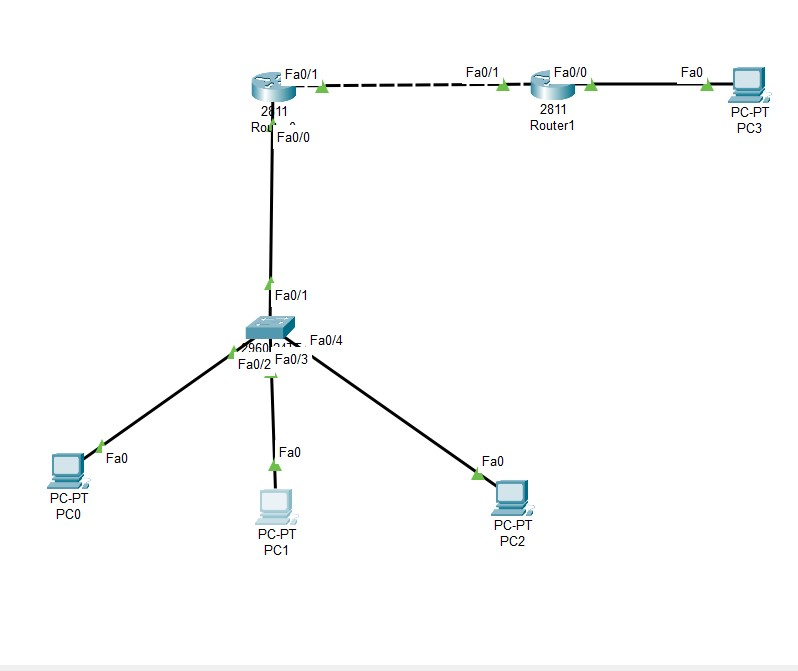 Fa0/1
Fa0/1
Fa0/0
Fa0
2811
2811
Router1
PC-PT
PC3
Fa0/0
Fa0/1
Fa0/4
Fa0/2
Fa0/3
Fa0
Fa0
Fa0
PC-PT
PC0
PC-PT
PC1
PC-PT
PC2